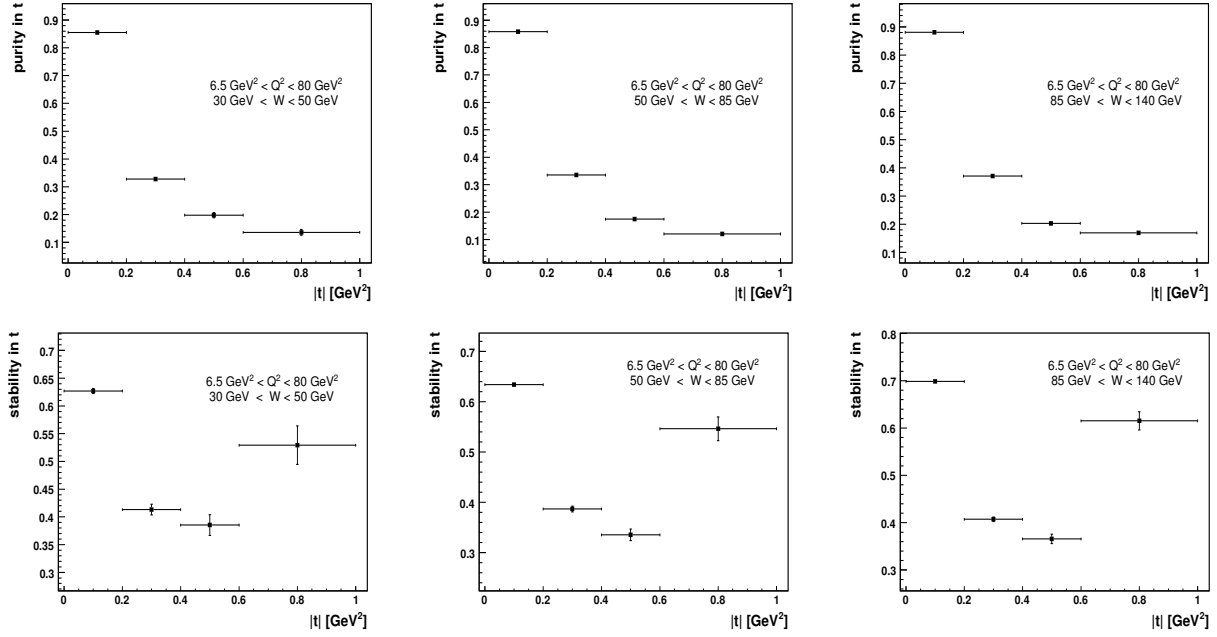 purity in t
0.9
0.8
0.7
0.6
0.5
0.4
0.3
0.2
0.1
6.5 GeV² < Q² < 80 GeV²
30 GeV < W < 50 GeV
0 0.2 0.4 0.6 0.8 1
|t| [GeV²]
purity in t
0.9
0.8
0.7
0.6
0.5
0.4
0.3
0.2
0.1
6.5 GeV² < Q² < 80 GeV²
50 GeV < W < 85 GeV
0 0.2 0.4 0.6 0.8 1
|t| [GeV²]
purity in t
0.9
0.8
0.7
0.6
0.5
0.4
0.3
0.2
0.1
6.5 GeV² < Q² < 80 GeV²
85 GeV < W < 140 GeV
0 0.2 0.4 0.6 0.8 1
|t| [GeV²]
stability in t
0.7
0.65
0.6
0.55
0.5
0.45
0.4
0.35
0.3
6.5 GeV² < Q² < 80 GeV²
30 GeV < W < 50 GeV
0 0.2 0.4 0.6 0.8 1
|t| [GeV²]
stability in t
0.7
0.6
0.5
0.4
0.3
6.5 GeV² < Q² < 80 GeV²
50 GeV < W < 85 GeV
0 0.2 0.4 0.6 0.8 1
|t| [GeV²]
stability in t
0.8
0.7
0.6
0.5
0.4
0.3
6.5 GeV² < Q² < 80 GeV²
85 GeV < W < 140 GeV
0 0.2 0.4 0.6 0.8 1
|t| [GeV²]